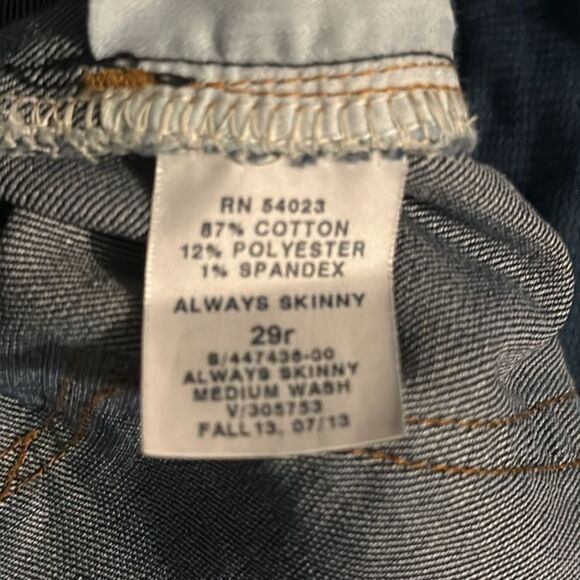 RN 54023
87% COTTON
12% POLYESTER
1% SPANDEX
ALWAYS SKINNY
29r
S/447436-00
ALWAYS SKINNY
MEDIUM WASH
V/305753
FALL13, 07/13